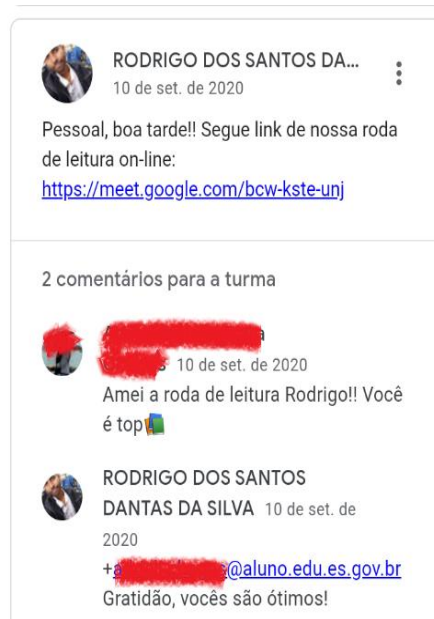 RODRIGO DOS SANTOS DA...
10 de set. de 2020
Pessoal, boa tarde!! Segue link de nossa roda
de leitura on-line:
https://meet.google.com/bcw-kste-unj
2 comentários para a turma
10 de set. de 2020
Amei a roda de leitura Rodrigo!! Você
é top
RODRIGO DOS SANTOS
DANTAS DA SILVA 10 de set. de
2020
+ @aluno.edu.es.gov.br
Gratidão, vocês são ótimos!